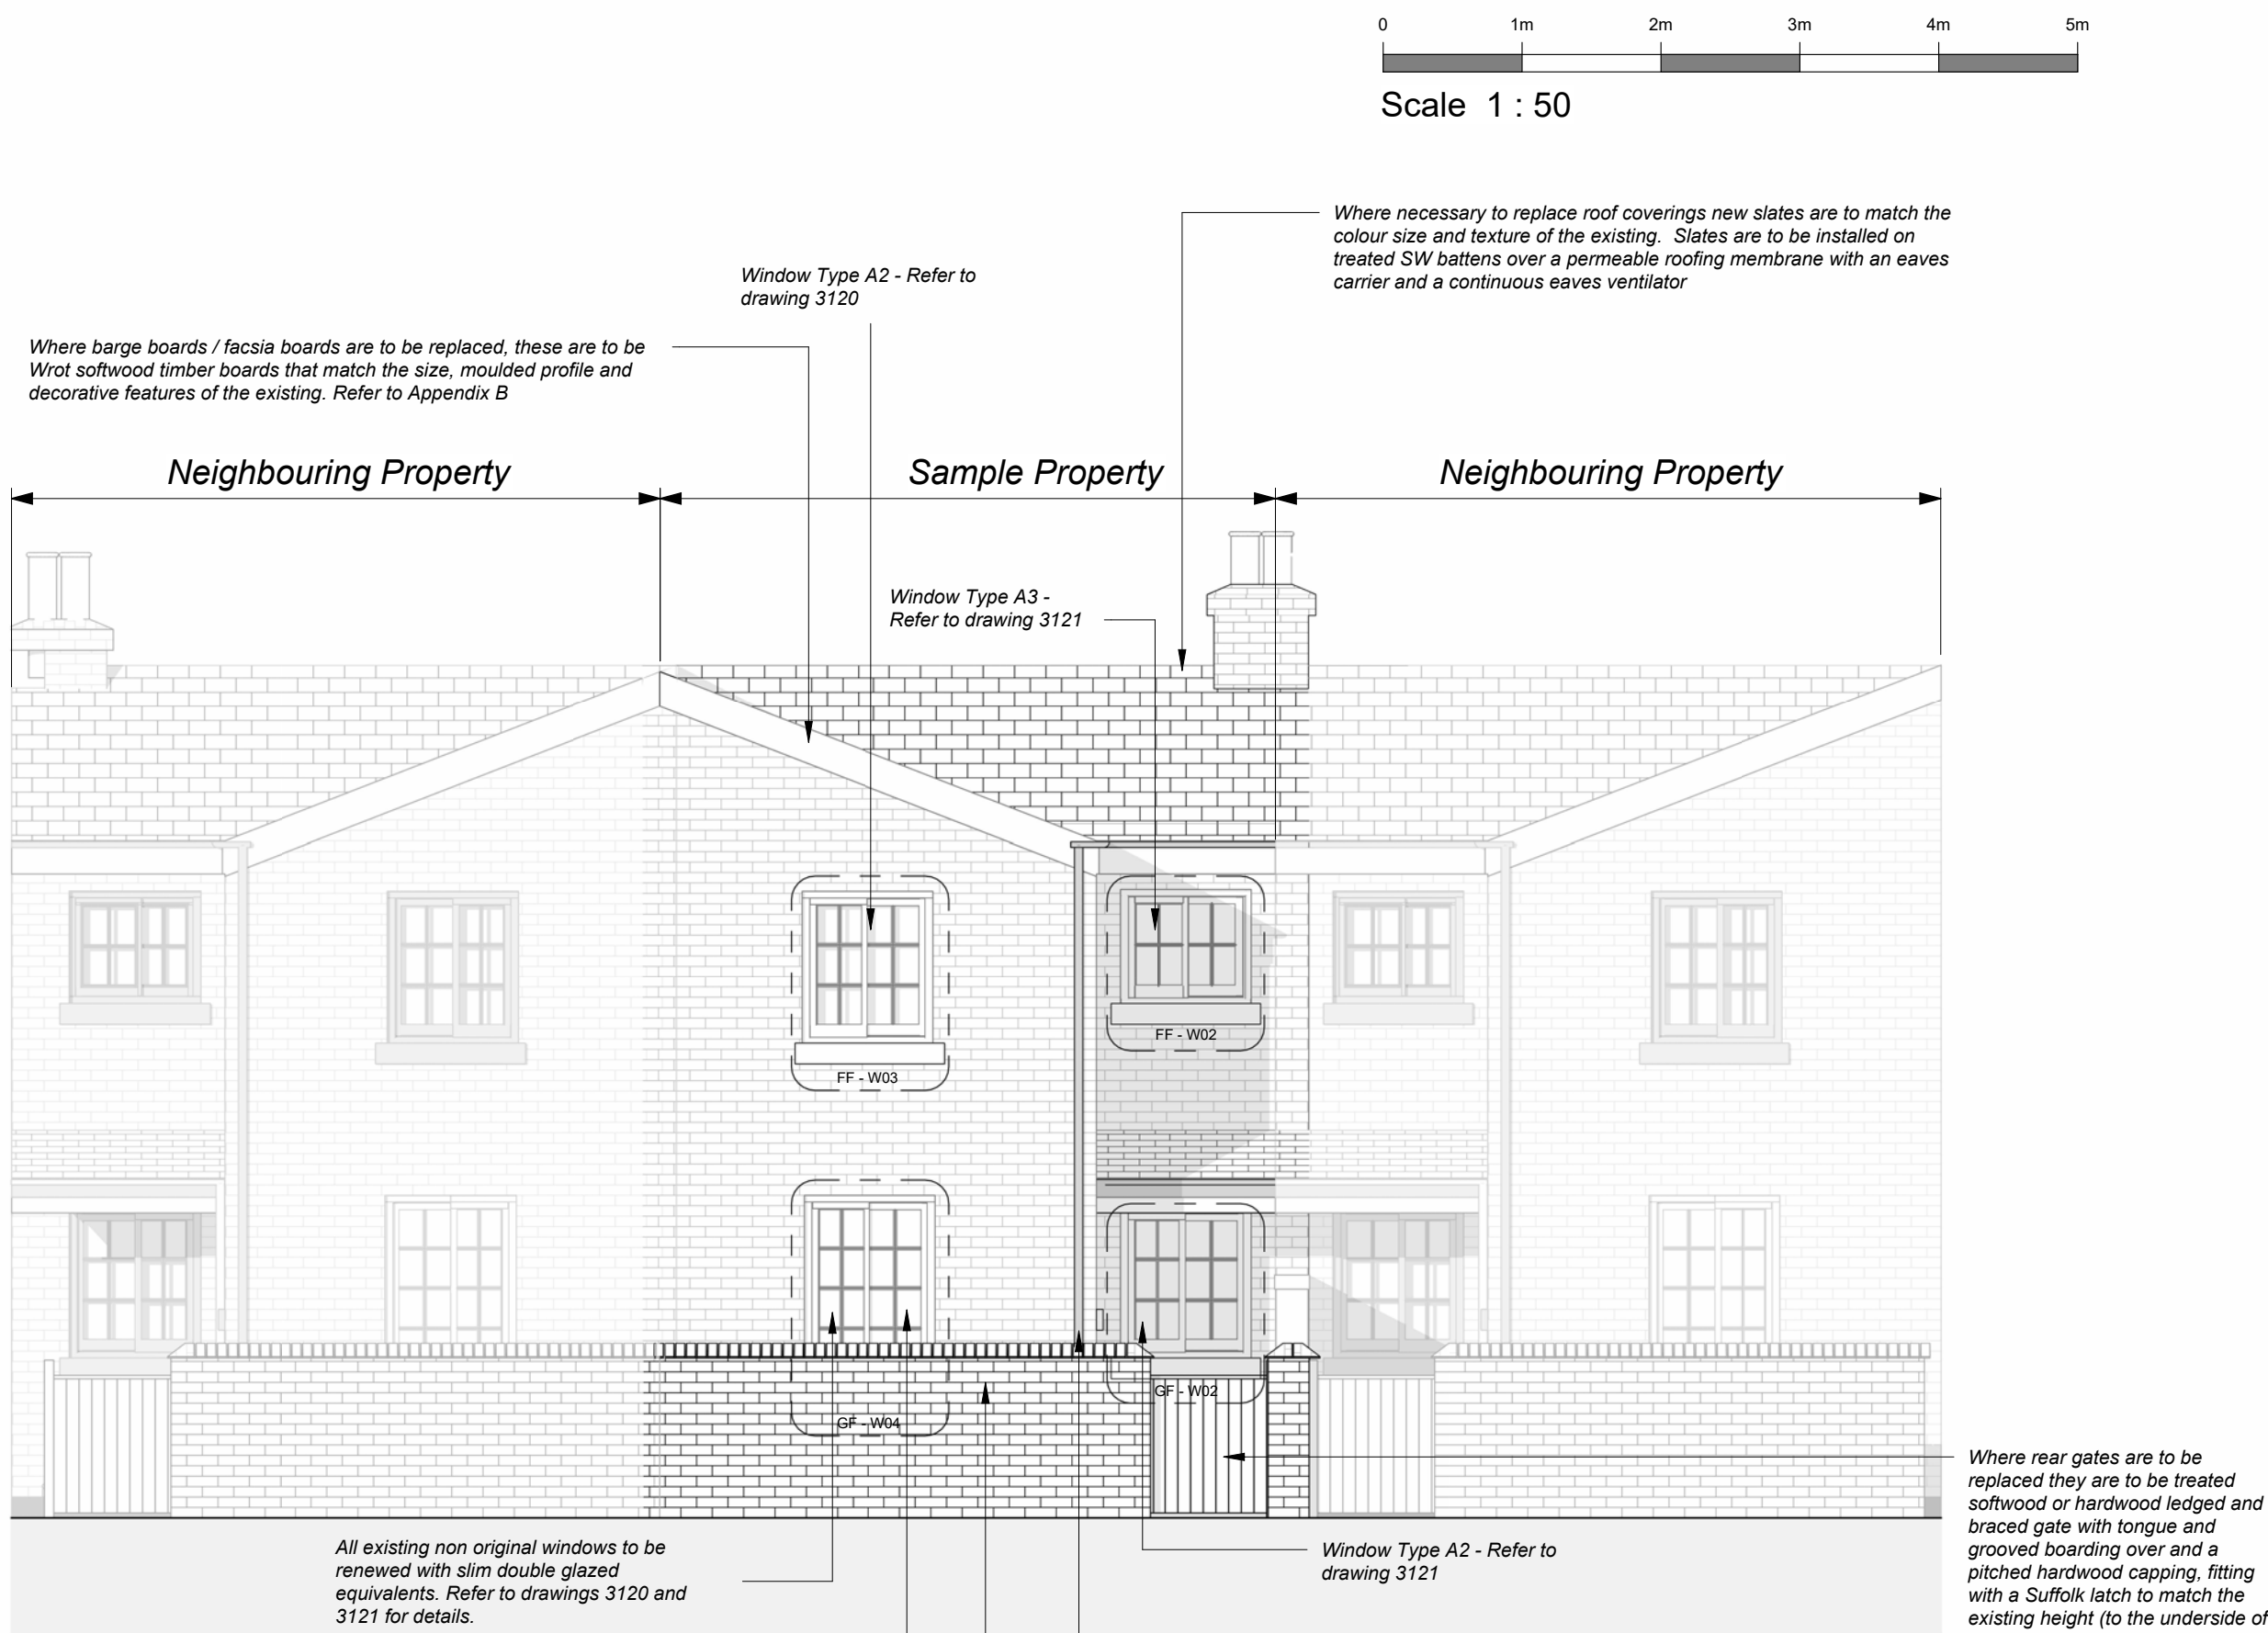 0 1m 2m 3m 4m 5m
Scale 1 : 50
Where necessary to replace roof coverings new slates are to match the
colour size and texture of the existing. Slates are to be installed on
treated SW battens over a permeable roofing membrane with an eaves
carrier and a continuous eaves ventilator
Window Type A2 - Refer to
drawing 3120
Where barge boards / facsia boards are to be replaced, these are to be
Wrot softwood timber boards that match the size, moulded profile and
decorative features of the existing. Refer to Appendix B
Neighbouring Property
Sample Property
Neighbouring Property
Window Type A3 -
Refer to drawing 3121
FF - W02
FF - W03
GF - W02
GF - W04
All existing non original windows to be
renewed with slim double glazed
equivalents. Refer to drawings 3120 and
3121 for details.
Window Type A2 - Refer to
drawing 3121
Where rear gates are to be
replaced they are to be treated
softwood or hardwood ledged and
braced gate with tongue and
grooved boarding over and a
pitched hardwood capping, fitting
with a Suffolk latch to match the
existing height (to the underside of